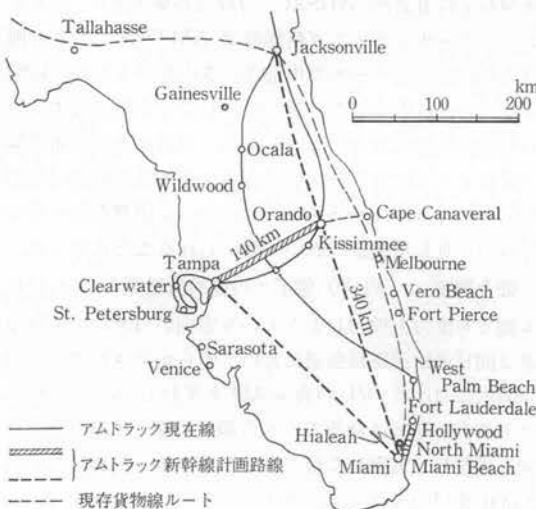 Tallahasse
Jacksonville
km
0 100 200
Gainesville
Ocala
Wildwood
Orando
Cape Canaveral
140 km
Kissimmee
Tampa
Melbourne
Clearwater
340 km
Vero Beach
St. Petersburg
Fort Pierce
Sarasota
West
Palm Beach
Venice
Fort Lauderdale
Hollywood
Hialeah
North Miami
Miami
Miami Beach
アムトラック現在線
アムトラック新幹線計画路線
現存貨物線ルート